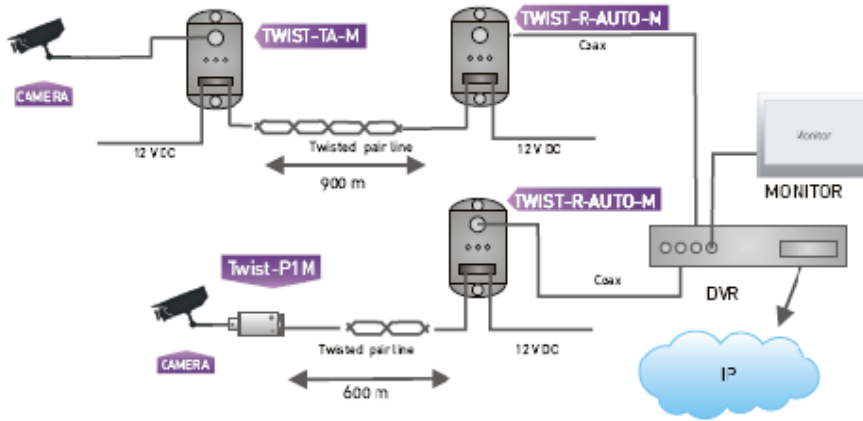 TWIST-TA-M
TWIST-R-AUTO-M
Coax
CAMERA
12 VDC
Twisted pair line
12 VDC
900 m
Monitor
MONITOR
TWIST-R-AUTO-M
Twist-P1M
Coax
DVR
CAMERA
Twisted pair line
12 VDC
600 m
IP